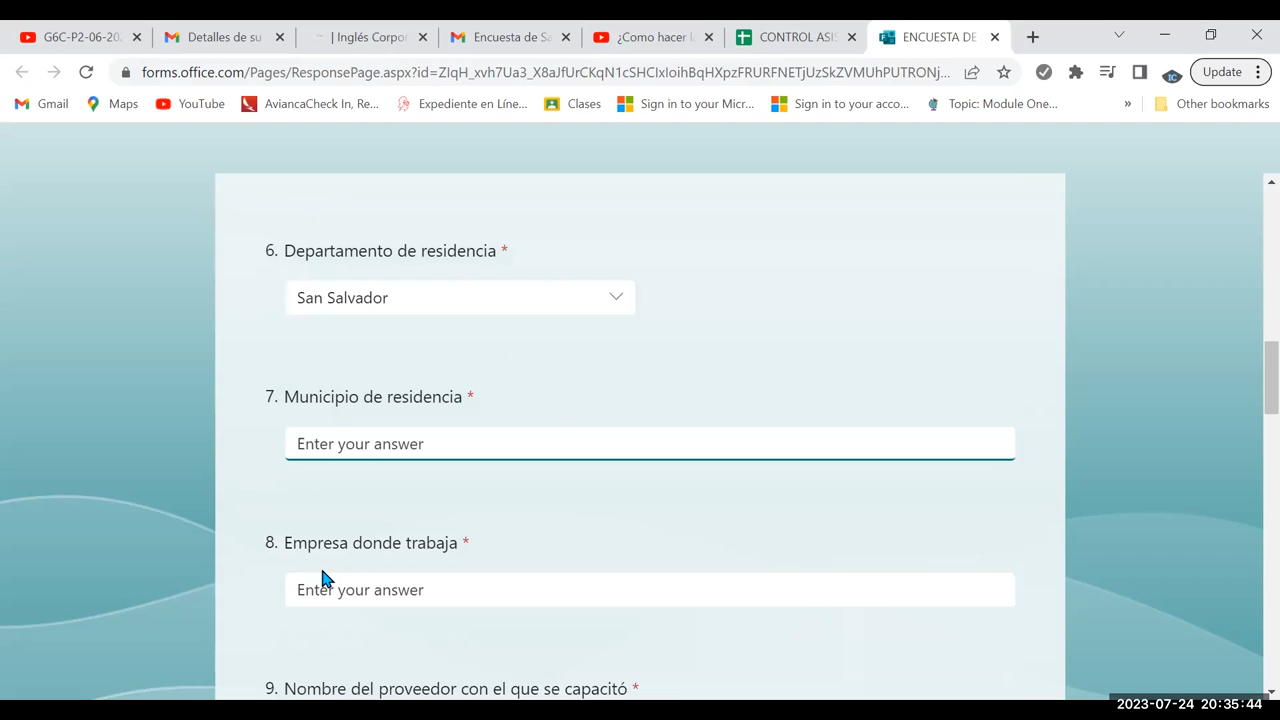 G6C-P2-06-202
Detalles de su
| Inglés Corpor
Encuesta de Sa
¿Como hacer l
CONTROL ASI
ENCUESTA DE
forms.office.com/Pages/ResponsePage.aspx?id=ZIqH_xvh7Ua3_X8aJfUrCKqN1cSHCIxIoihBqHXpzFRURFNETjUzSkZVMUhPUTRONj...
Update
Gmail
Maps
YouTube
AviancaCheck In, Re...
Expediente en Líne...
Clases
Sign in to your Micr...
Sign in to your acco...
Topic: Module One...
»
Other bookmarks
6. Departamento de residencia *
San Salvador
7. Municipio de residencia *
Enter your answer
8. Empresa donde trabaja *
Enter your answer
9. Nombre del proveedor con el que se capacitó *
2023-07-24 20:35:44